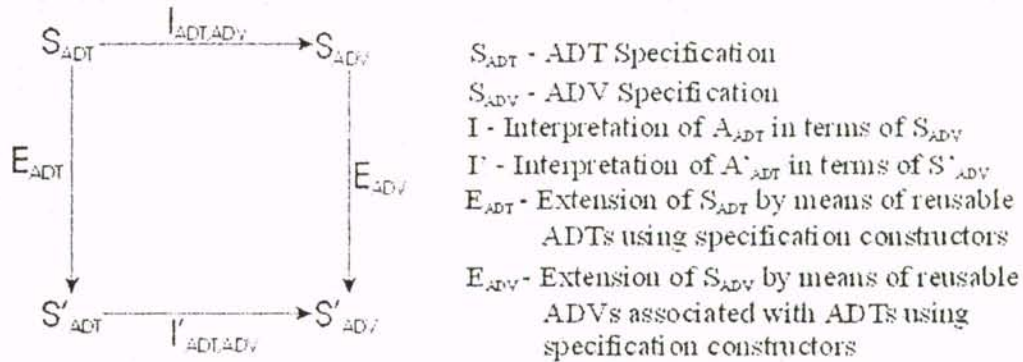 I_ADT,ADV
S_ADT S_ADV
E_ADT E_ADV
S'_ADT S'_ADV
I'_ADT,ADV
S_ADT - ADT Specification
S_ADV - ADV Specification
I - Interpretation of A_ADT in terms of S_ADV
I' - Interpretation of A'_ADT in terms of S'_ADV
E_ADT - Extension of S_ADT by means of reusable
ADTs using specification constructors
E_ADV - Extension of S_ADV by means of reusable
ADVs associated with ADTs using
specification constructors